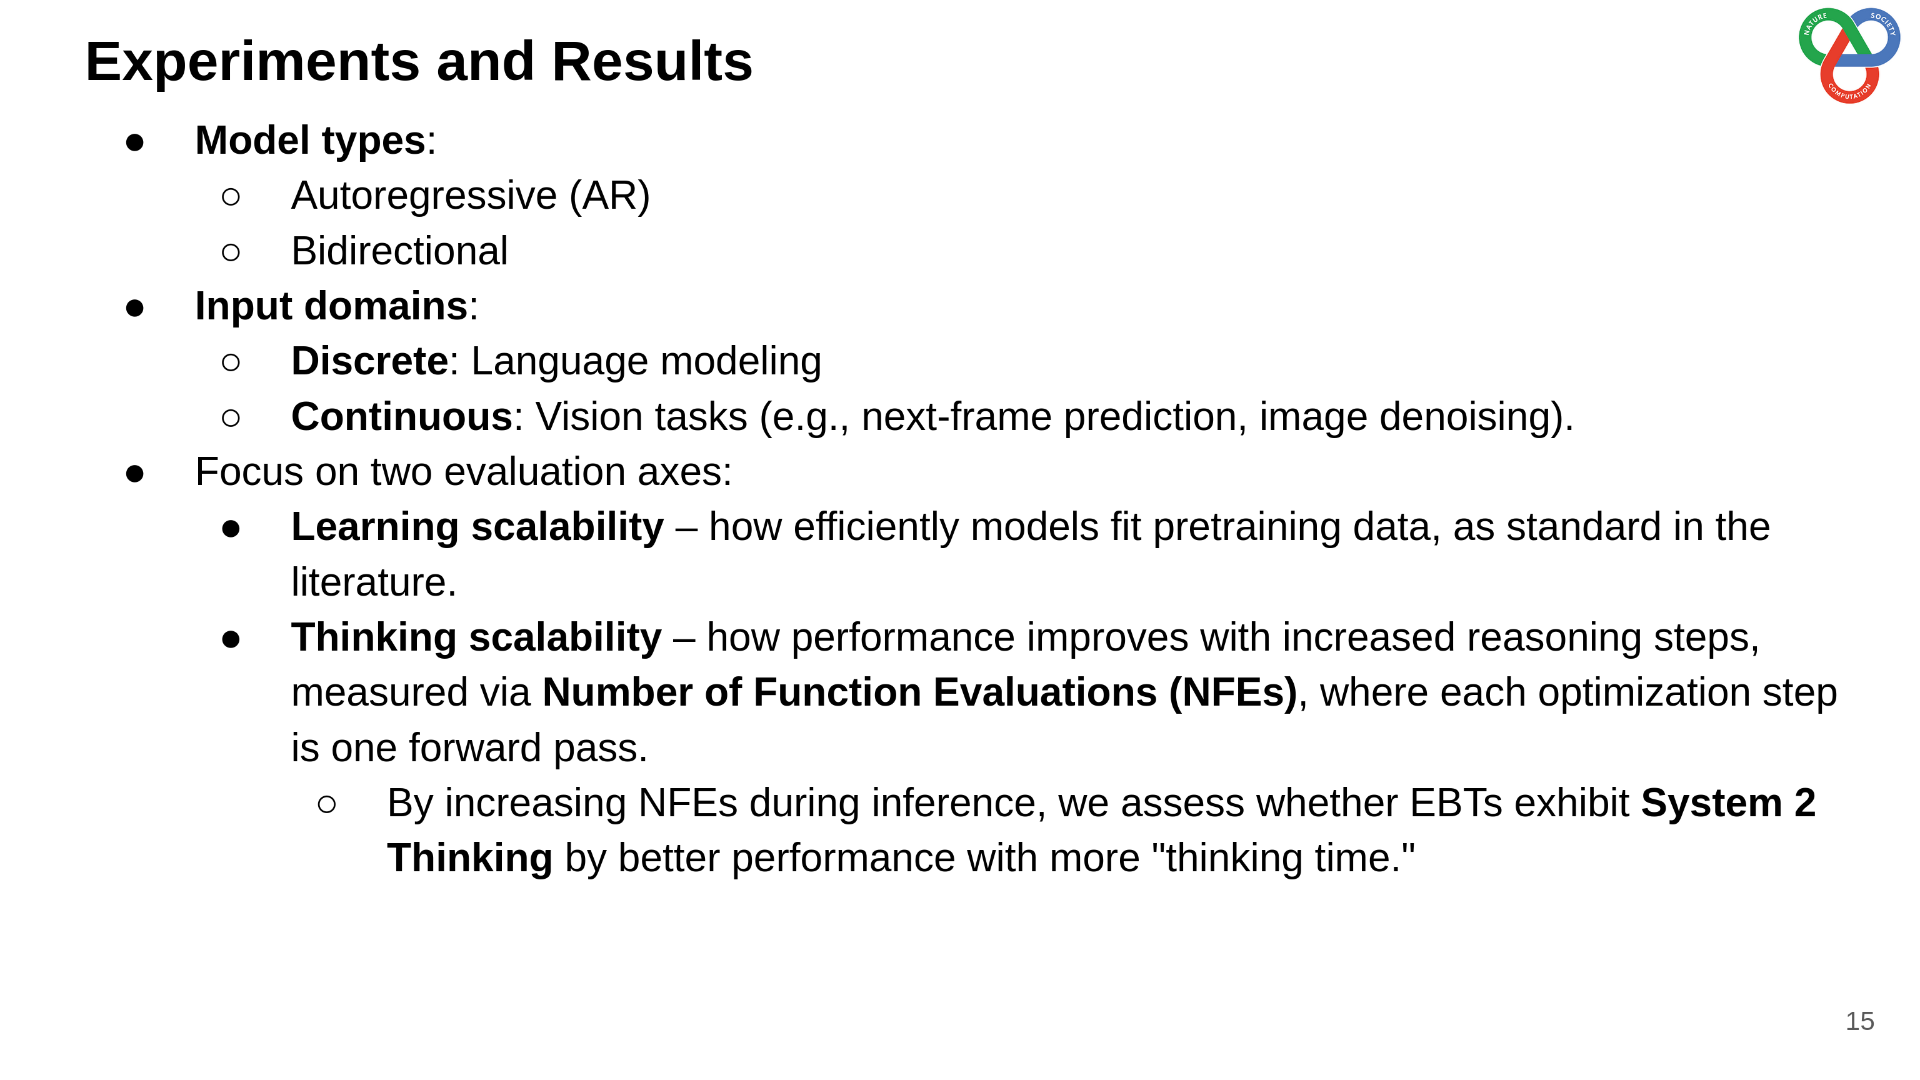 Experiments and Results
NATURE
SOCIETY
COMPUTATION
● Model types:
○ Autoregressive (AR)
○ Bidirectional
● Input domains:
○ Discrete: Language modeling
○ Continuous: Vision tasks (e.g., next-frame prediction, image denoising).
● Focus on two evaluation axes:
● Learning scalability – how efficiently models fit pretraining data, as standard in the
literature.
● Thinking scalability – how performance improves with increased reasoning steps,
measured via Number of Function Evaluations (NFEs), where each optimization step
is one forward pass.
○ By increasing NFEs during inference, we assess whether EBTs exhibit System 2
Thinking by better performance with more "thinking time."
15